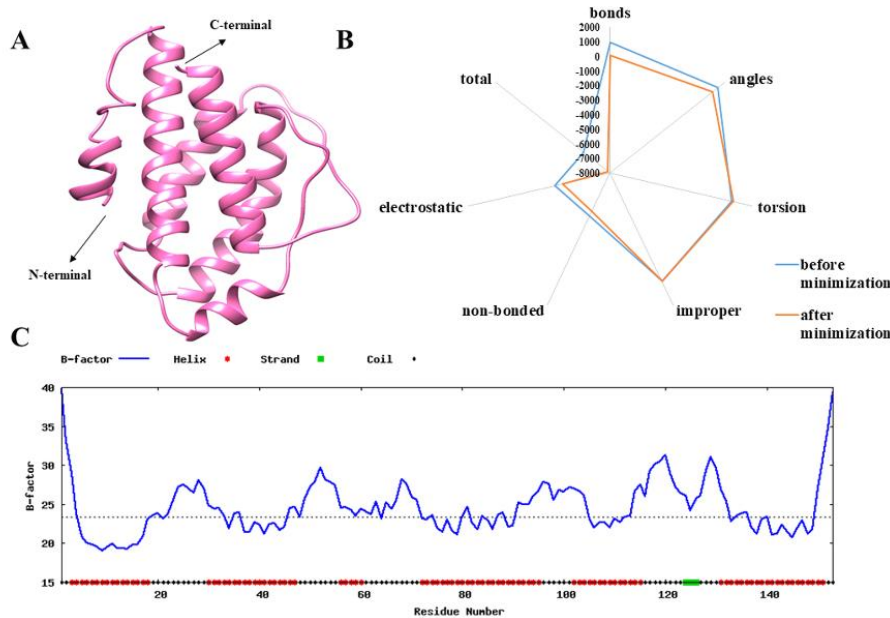 A
C-terminal
N-terminal
B
bonds
2000
1000
0
-1000
-2000
-3000
-4000
-5000
-6000
-7000
-8000
angles
torsion
improper
non-bonded
electrostatic
total
before
minimization
after
minimization
C
B-factor Helix Strand Coil
40
35
30
25
20
15
B-factor
20 40 60 80 100 120 140
Residue Number